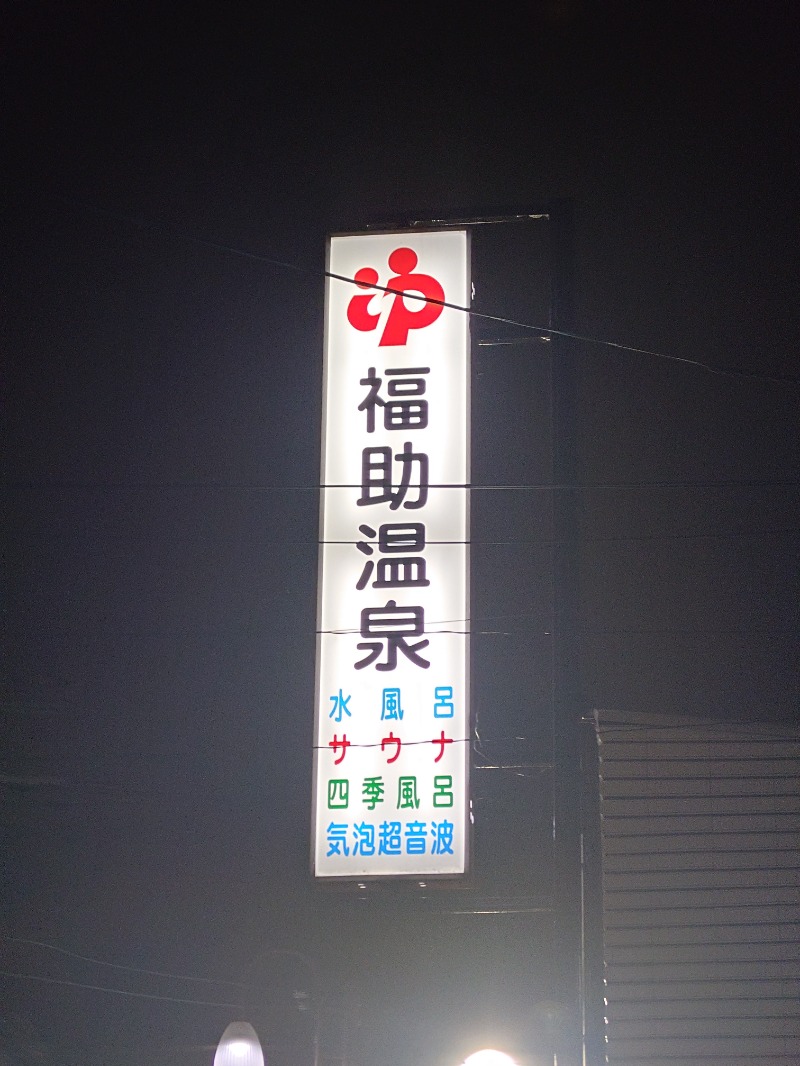 福助温泉
水風呂
サウナ
四季風呂
気泡超音波